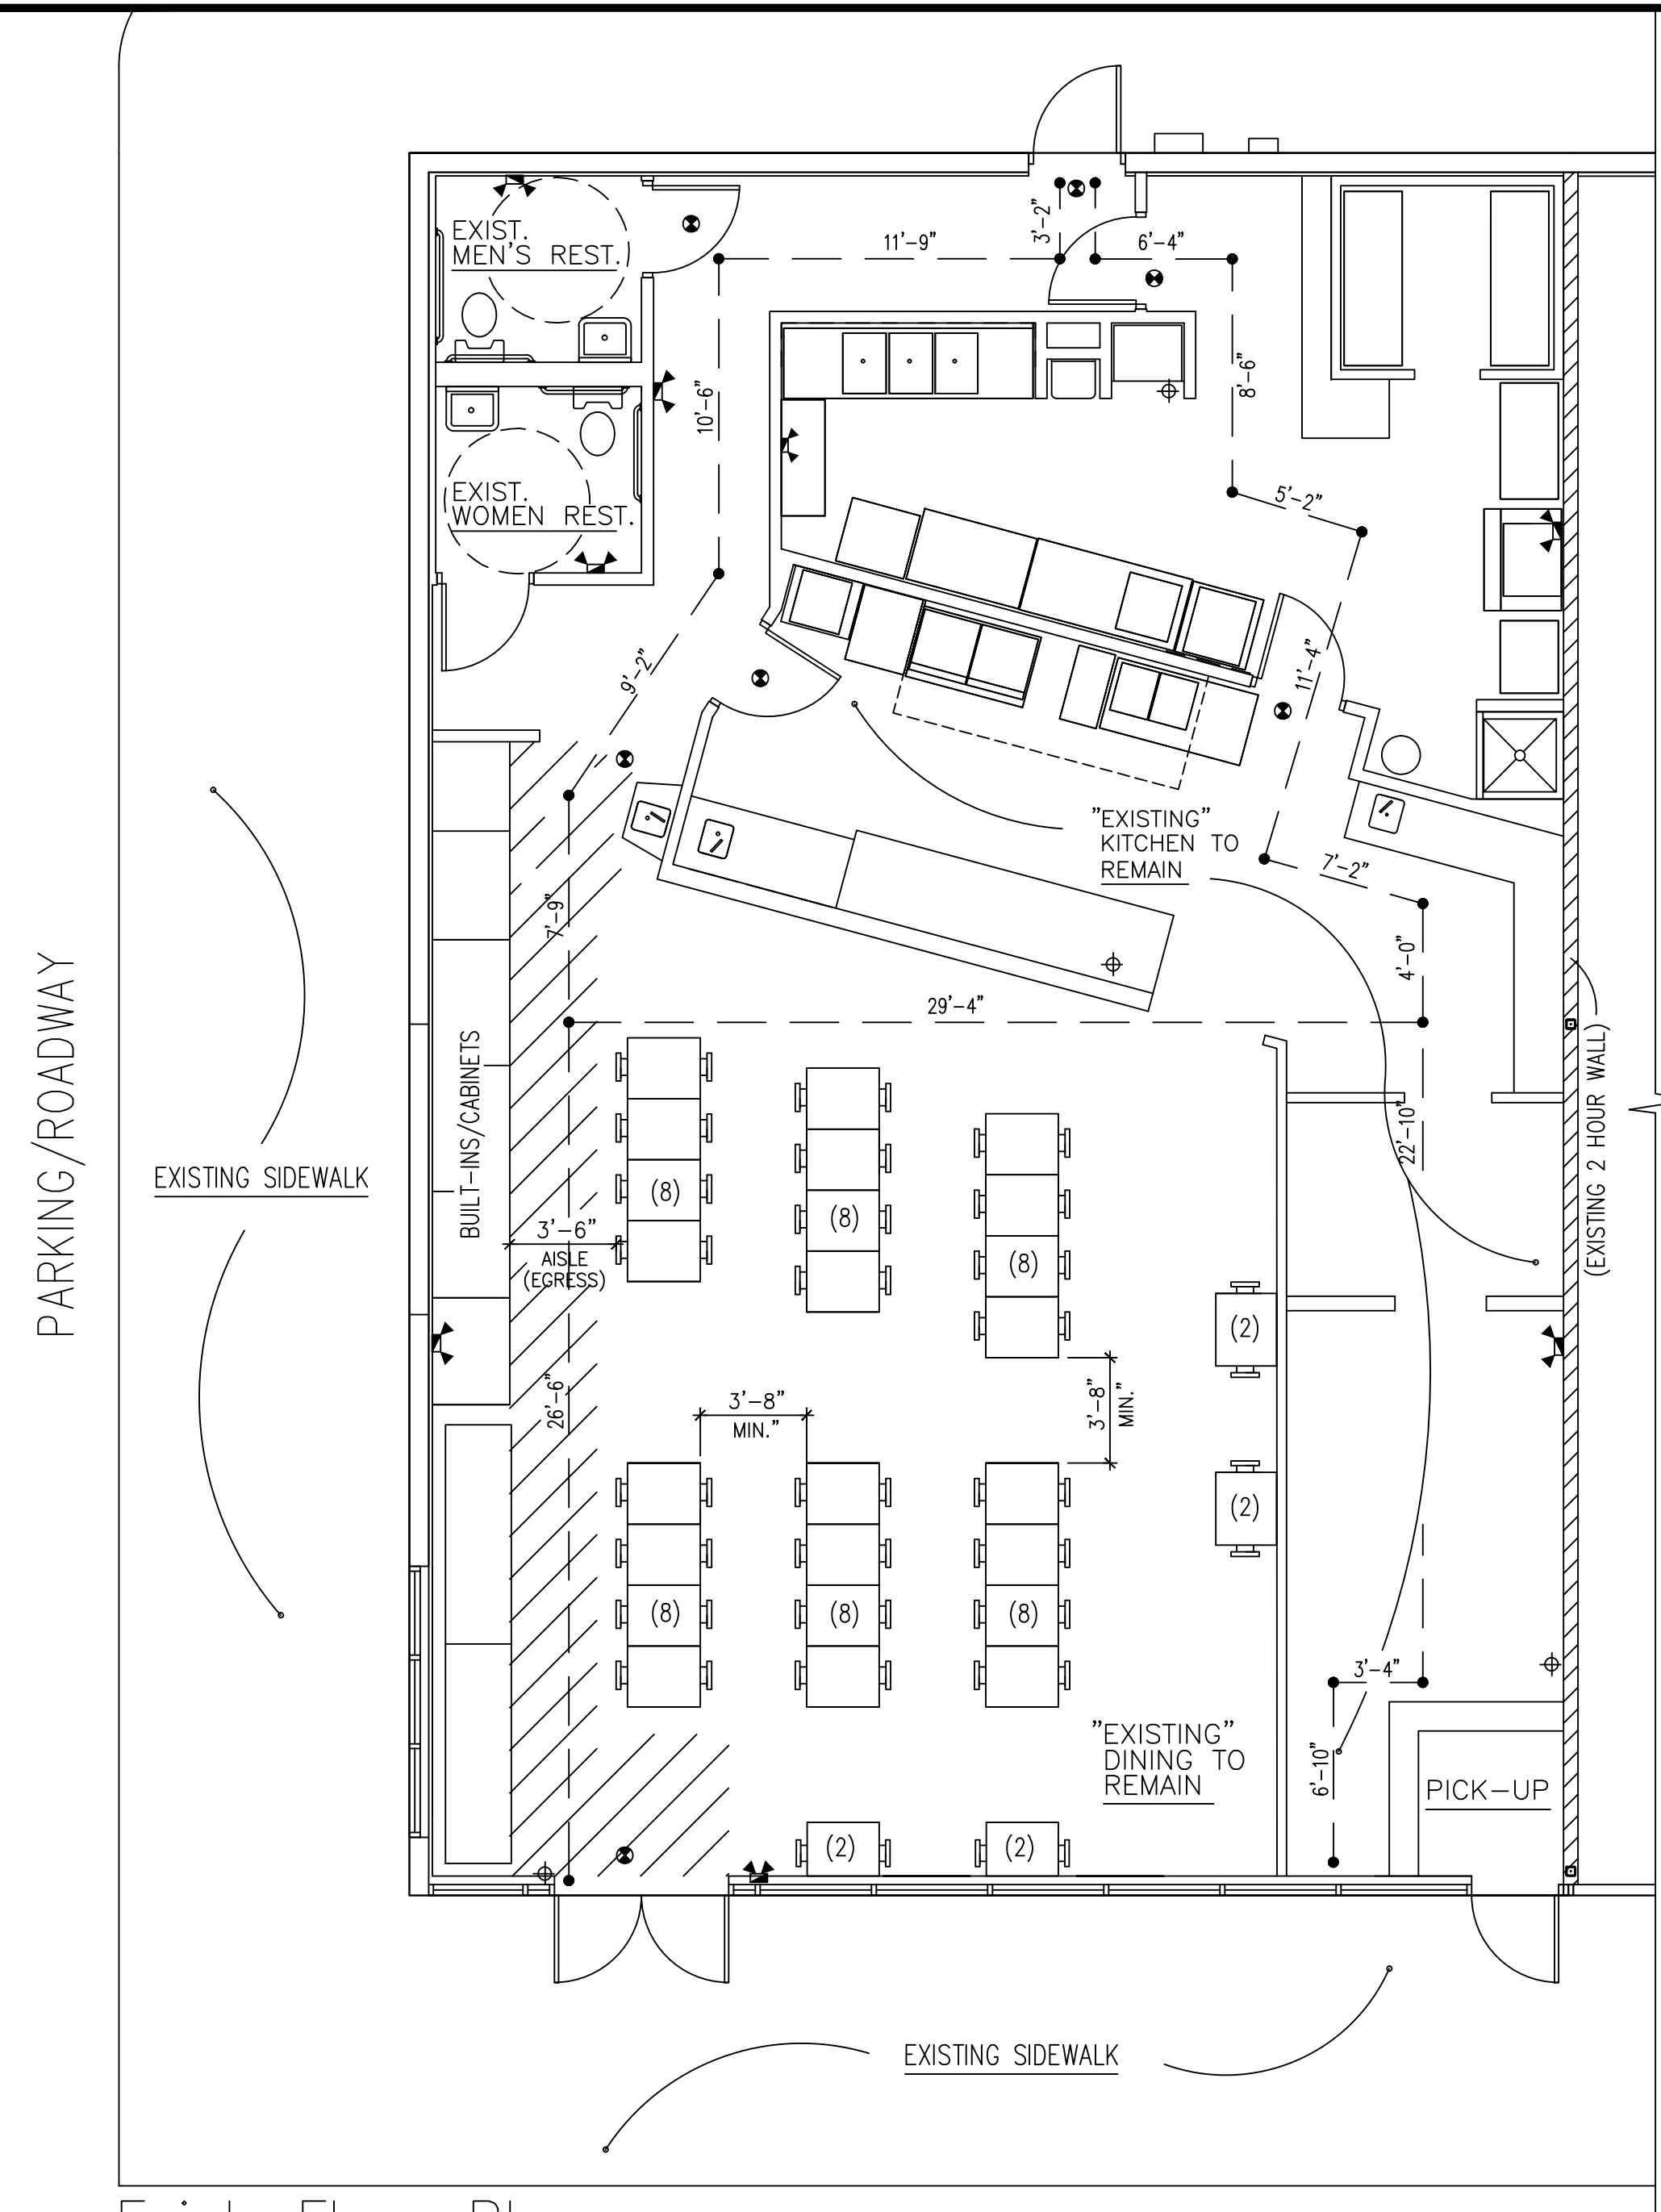 3'-2"
11'-9"
6'-4"
EXIST.
MEN'S REST.
10'-6"
8'-6"
5'-2"
EXIST.
WOMEN REST.
9'-2"
11'-4"
"EXISTING"
KITCHEN TO
REMAIN
7'-2"
7'-9"
4'-0"
29'-4"
PARKING/ROADWAY
BUILT-INS/CABINETS
(EXISTING 2 HOUR WALL)
22'-10"
EXISTING SIDEWALK
(8)
(8)
(8)
3'-6"
AISLE
(EGRESS)
(2)
26'-6"
3'-8"
MIN."
3'-8"
MIN."
(2)
(8)
(8)
(8)
3'-4"
"EXISTING"
DINING TO
REMAIN
6'-10"
PICK-UP
(2)
(2)
EXISTING SIDEWALK